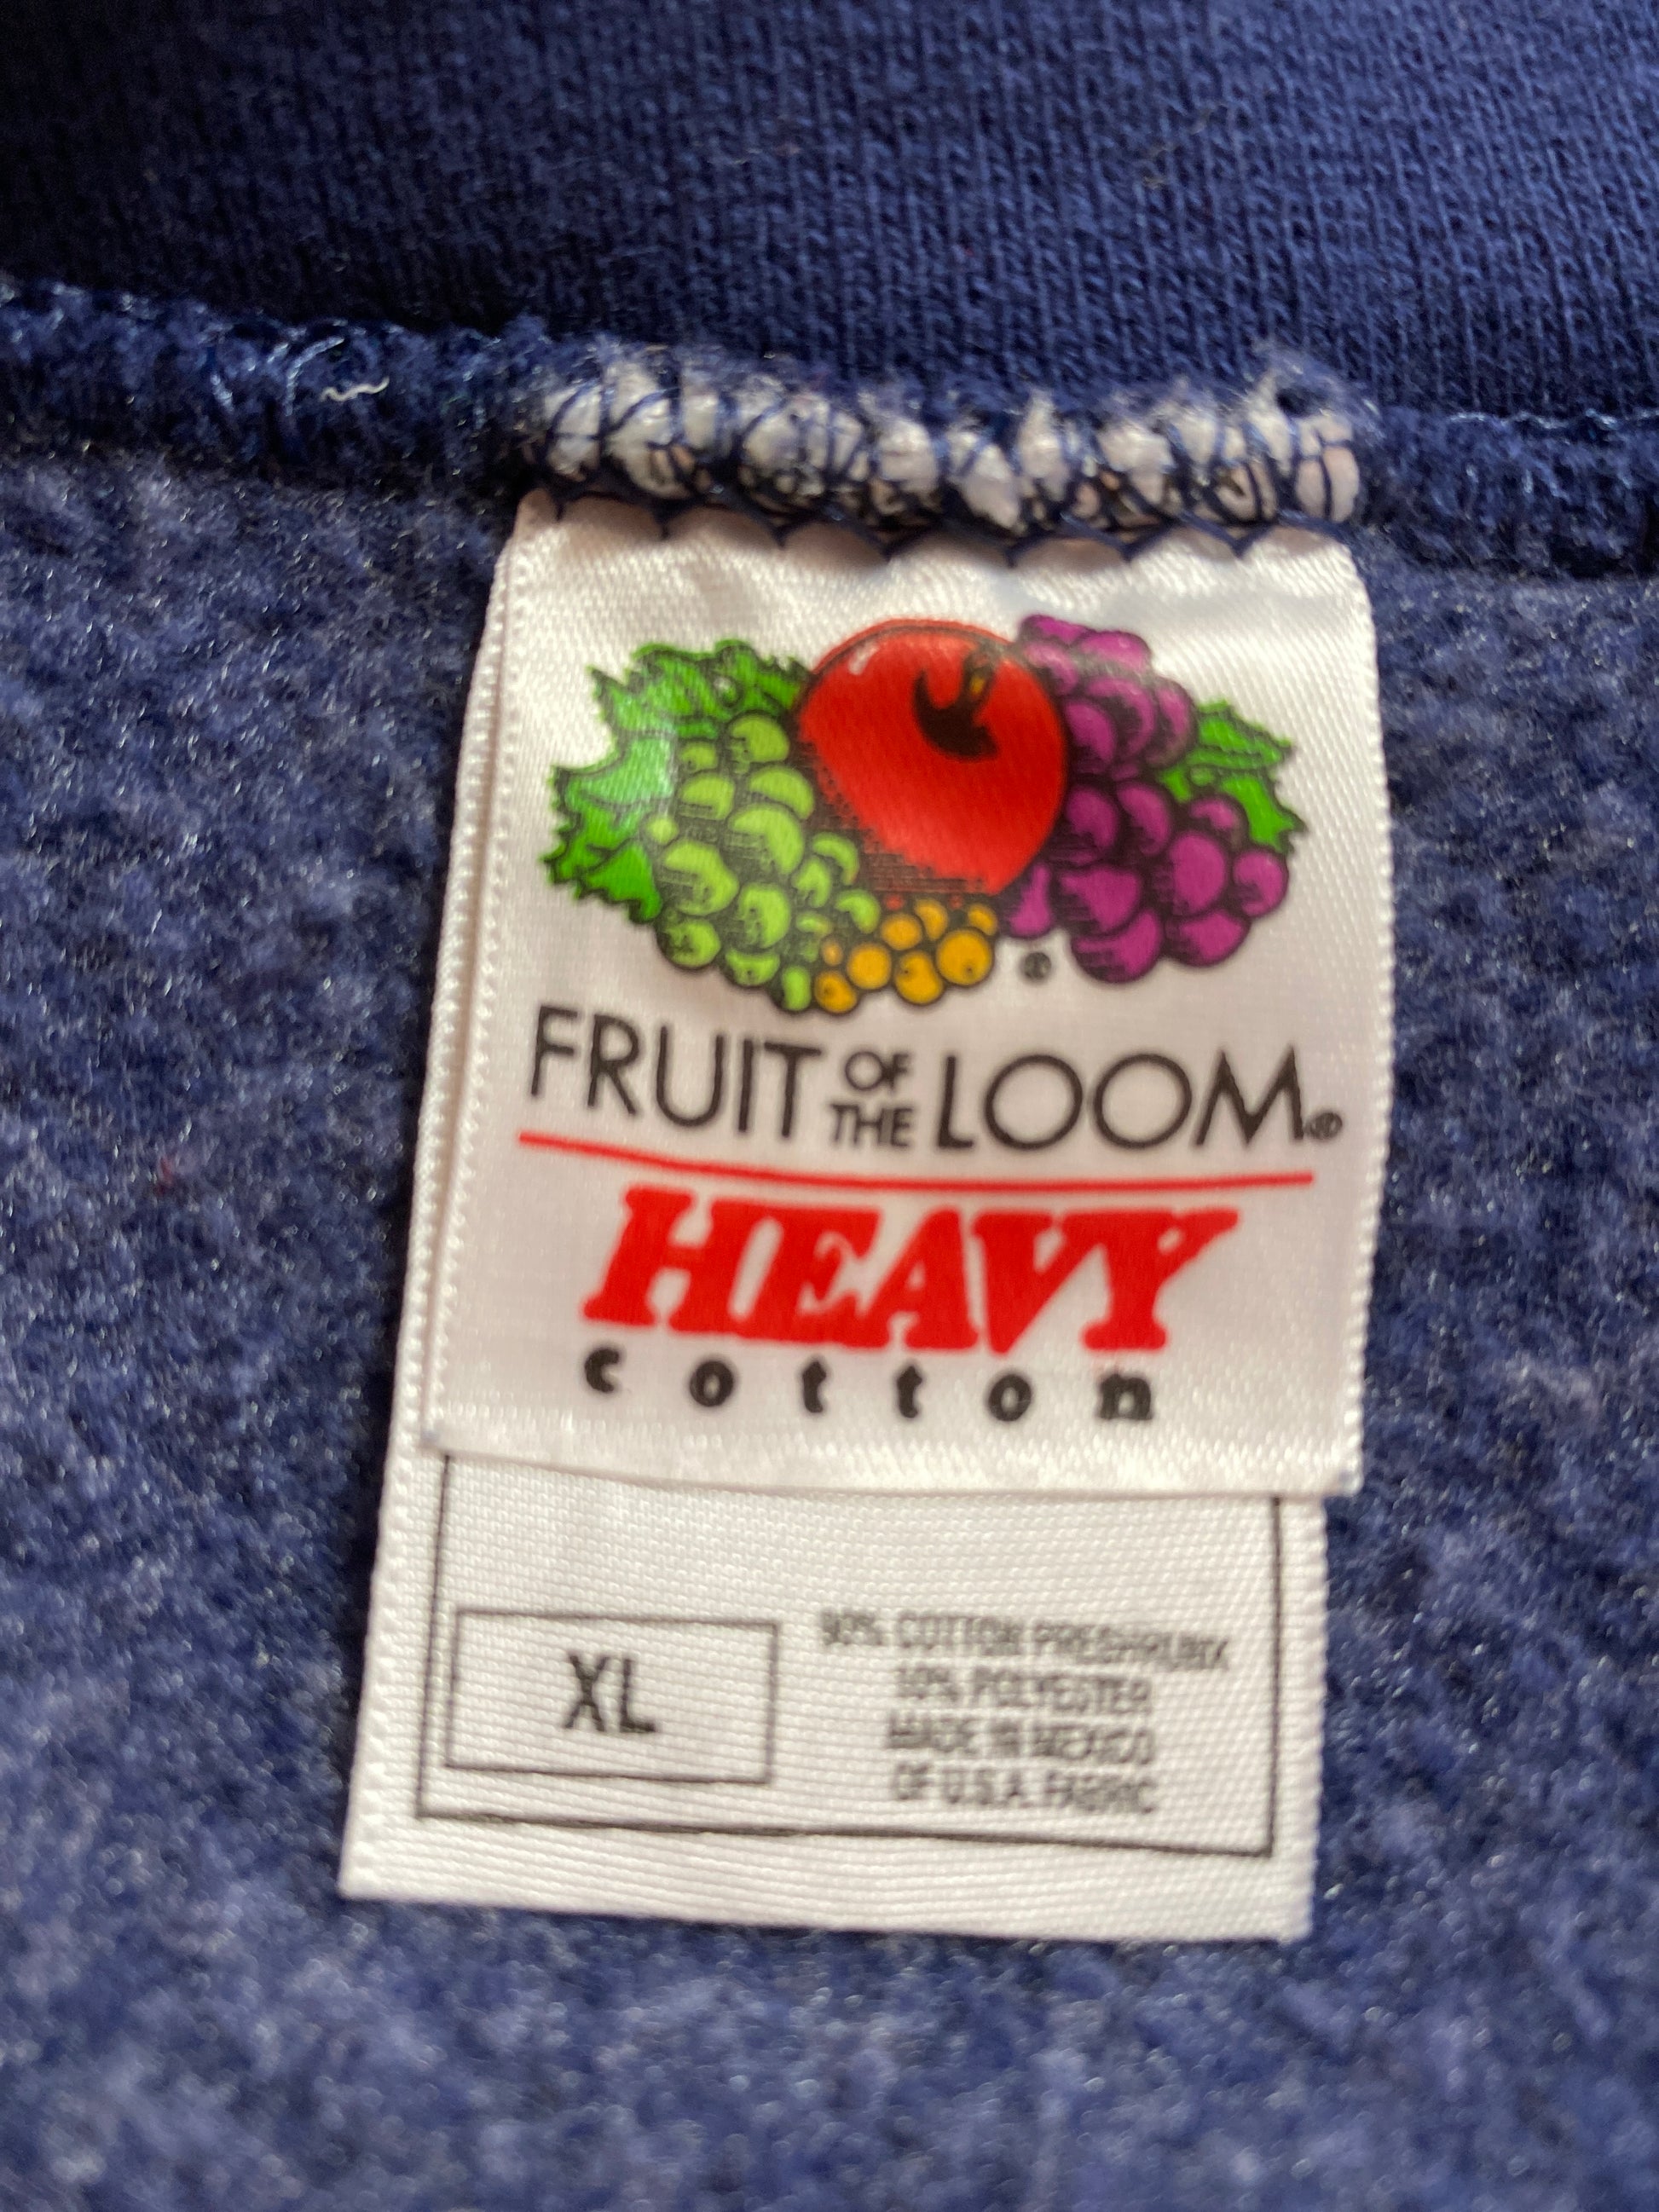 ®
FRUIT OF THE LOOM®
HEAVY
cotton
XL
90% COTTON PRESHRUNK
10% POLYESTER
MADE IN MEXICO
OF U.S.A. FABRIC